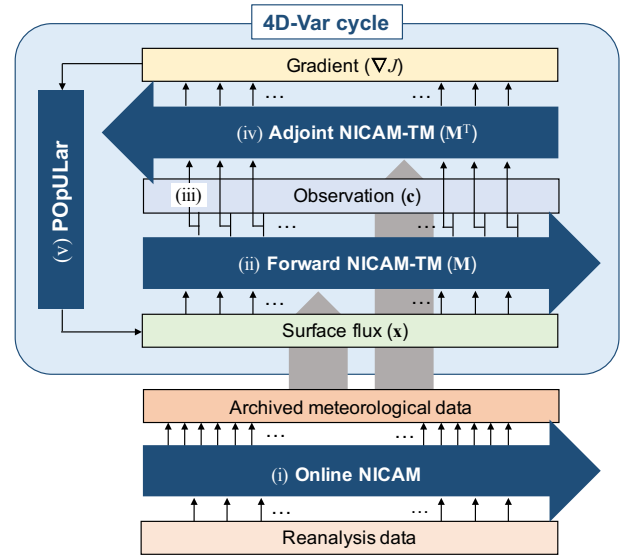 4D-Var cycle
Gradient (∇J)
... ...
(iv) Adjoint NICAM-TM (Mᵀ)
(iii)
Observation (c)
... ...
(v) POpULar
(ii) Forward NICAM-TM (M)
... ...
Surface flux (x)
Archived meteorological data
... ...
(i) Online NICAM
... ...
Reanalysis data